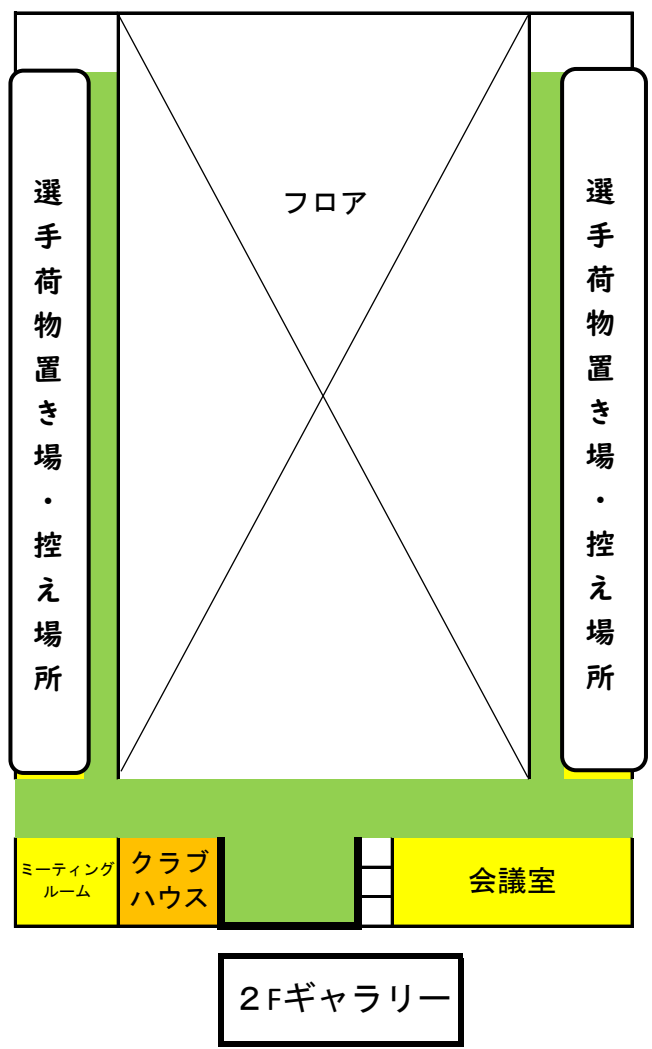 フロア
選手荷物置き場・控え場所
選手荷物置き場・控え場所
ミーティング
ルーム
クラブ
ハウス
会議室
２Fギャラリー